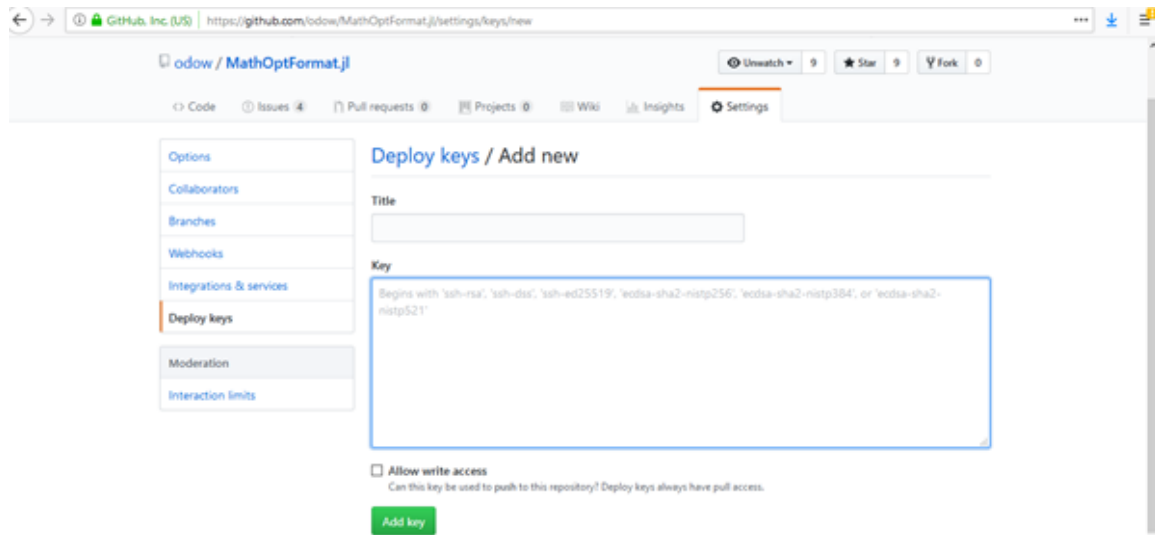 GitHub, Inc. (US) https://github.com/odow/MathOptFormat.jl/settings/keys/new
odow / MathOptFormat.jl
Unwatch 9 Star 9 Fork 0
Code Issues 4 Pull requests 0 Projects 0 Wiki Insights Settings
Options
Collaborators
Branches
Webhooks
Integrations & services
Deploy keys
Moderation
Interaction limits
Deploy keys / Add new
Title
Key
Begins with 'ssh-rsa', 'ssh-dss', 'ssh-ed25519', 'ecdsa-sha2-nistp256', 'ecdsa-sha2-nistp384', or 'ecdsa-sha2-
nistp521'
Allow write access
Can this key be used to push to this repository? Deploy keys always have pull access.
Add key